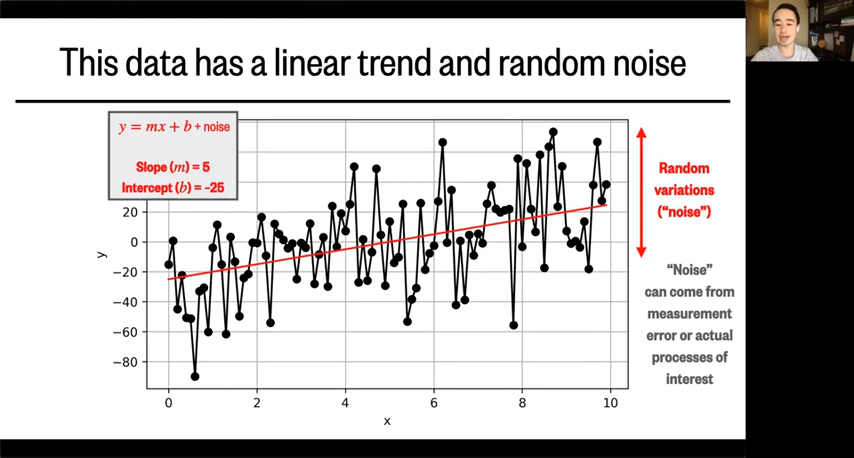 This data has a linear trend and random noise
y = mx + b + noise
Slope (m) = 5
Intercept (b) = -25
20
0
−20
−40
−60
−80
y
0 2 4 6 8 10
x
Random
variations
(“noise”)
“Noise”
can come from
measurement
error or actual
processes of
interest